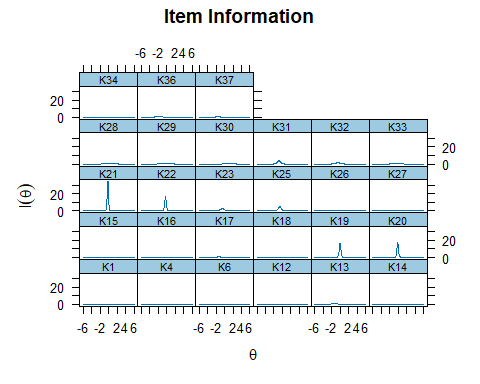 Item Information
-6 -2 2 4 6
K34 K36 K37
20
0
K28 K29 K30 K31 K32 K33
20
0
K21 K22 K23 K25 K26 K27
20
0
I(θ)
K15 K16 K17 K18 K19 K20
20
0
K1 K4 K6 K12 K13 K14
20
0
-6 -2 2 4 6 -6 -2 2 4 6 -6 -2 2 4 6
θ